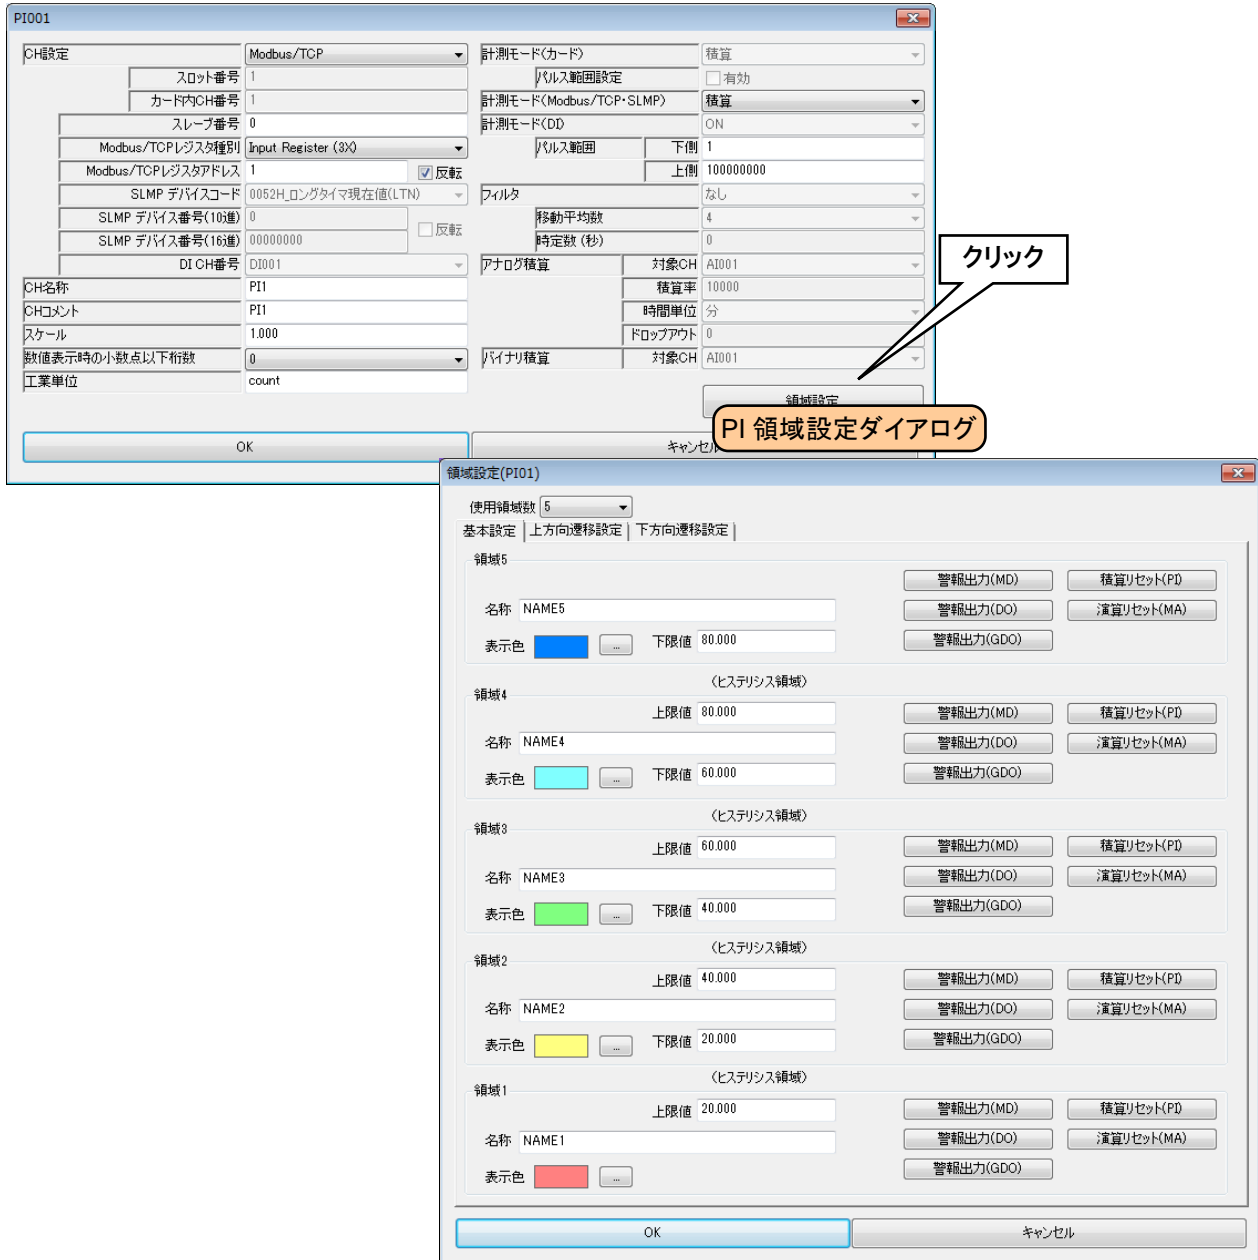 PI001
CH設定 Modbus/TCP
スロット番号 1
カード内CH番号 1
スレーブ番号 0
Modbus/TCPレジスタ種別 Input Register (3X)
Modbus/TCPレジスタアドレス 1 反転
SLMP デバイスコード 0052H_ロングタイマ現在値(LTN)
SLMP デバイス番号(10進) 0
反転
SLMP デバイス番号(16進) 00000000
DI CH番号 DI001
CH名称 PI1
CHコメント PI1
スケール 1.000
数値表示時の小数点以下桁数 0
工業単位 count
計測モード(カード) 積算
パルス範囲設定 有効
計測モード(Modbus/TCP・SLMP) 積算
計測モード(DI) ON
パルス範囲 下側 1
上側 100000000
フィルタ なし
移動平均数 4
時定数 (秒) 0
アナログ積算 対象CH AI001
積算率 10000
時間単位 分
ドロップアウト 0
バイナリ積算 対象CH AI001
領域設定
クリック
OK キャンセル
PI 領域設定ダイアログ
領域設定(PI01)
使用領域数 5
基本設定 上方向遷移設定 下方向遷移設定
領域5
警報出力(MD) 積算リセット(PI)
名称 NAME5 警報出力(DO) 演算リセット(MA)
表示色 ... 下限値 80.000 警報出力(GDO)
(ヒステリシス領域)
領域4
上限値 80.000 警報出力(MD) 積算リセット(PI)
名称 NAME4 警報出力(DO) 演算リセット(MA)
表示色 ... 下限値 60.000 警報出力(GDO)
(ヒステリシス領域)
領域3
上限値 60.000 警報出力(MD) 積算リセット(PI)
名称 NAME3 警報出力(DO) 演算リセット(MA)
表示色 ... 下限値 40.000 警報出力(GDO)
(ヒステリシス領域)
領域2
上限値 40.000 警報出力(MD) 積算リセット(PI)
名称 NAME2 警報出力(DO) 演算リセット(MA)
表示色 ... 下限値 20.000 警報出力(GDO)
(ヒステリシス領域)
領域1
上限値 20.000 警報出力(MD) 積算リセット(PI)
名称 NAME1 警報出力(DO) 演算リセット(MA)
表示色 ... 警報出力(GDO)
OK キャンセル